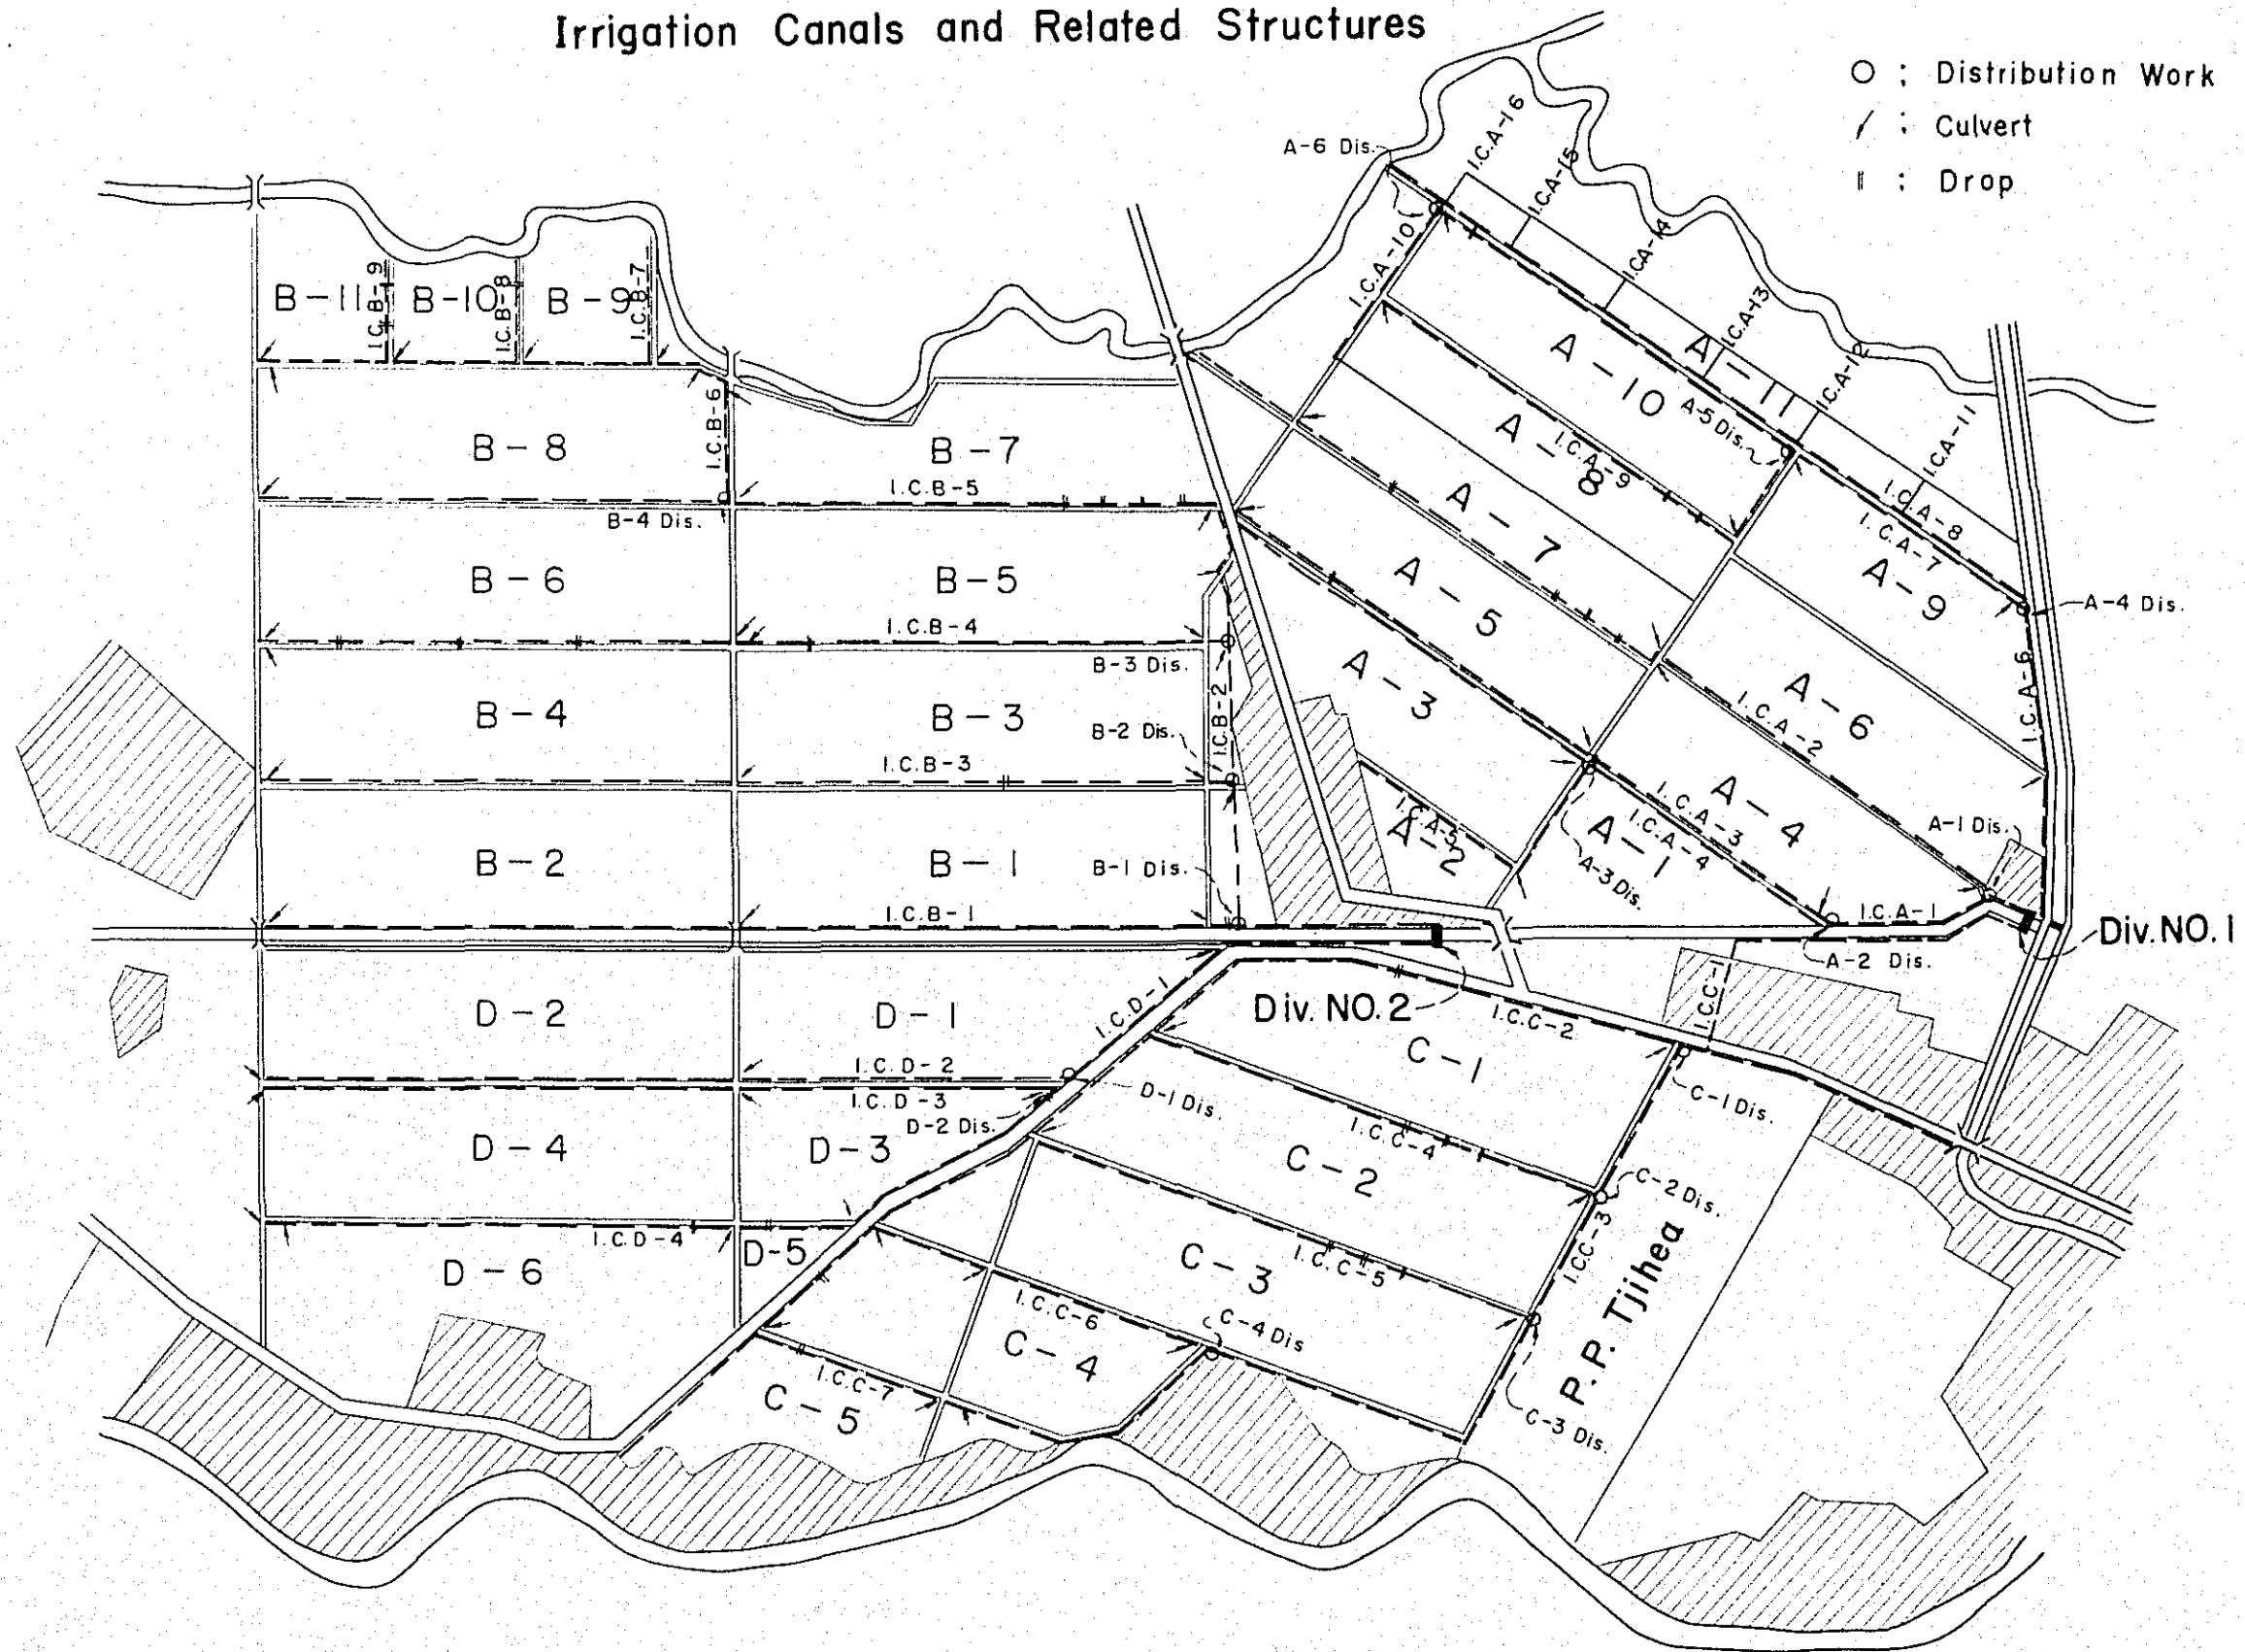 Irrigation Canals and Related Structures
○ ; Distribution Work
; Culvert
॥ : Drop
A-6 Dis.
I.C.A-16
I.C.A-15
I.C.A-14
I.C.A-13
I.C.A-12
I.C.A-11
I.C.A-10
B-11
I.C.B-9
B-10
I.C.B-8
B-9
I.C.B-7
A-10
A-11
A-5 Dis.
A-8
I.C.A-9
I.C.A-8
I.C.A-7
A-9
A-4 Dis.
B-8
I.C.B-6
B-7
I.C.B-5
B-4 Dis.
A-7
A-5
B-6
B-5
I.C.B-4
B-3 Dis.
A-3
A-6
I.C.A-6
I.C.A-2
B-4
B-3
B-2 Dis.
I.C.B-2
I.C.B-3
A-4
I.C.A-3
I.C.A-4
A-1
A-1 Dis.
I.C.A-5
A-2
A-3 Dis.
B-2
B-1
B-1 Dis.
I.C.B-1
I.C.A-1
Div.NO.1
A-2 Dis.
I.C.C-1
D-2
D-1
I.C.D-1
Div. NO.2
I.C.C-2
C-1
I.C.D-2
I.C.D-3
D-2 Dis.
D-1 Dis.
C-1 Dis.
D-4
D-3
I.C.C-4
C-2
C-2 Dis.
I.C.C-3
P.P. Tjihea
I.C.D-4
D-5
D-6
C-3
I.C.C-5
I.C.C-6
C-4 Dis
C-4
I.C.C-7
C-5
C-3 Dis.